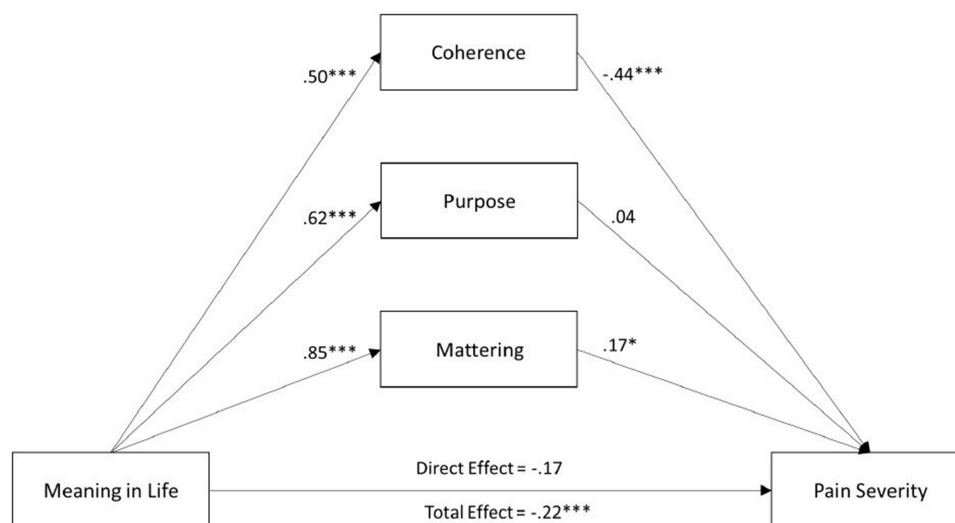 Coherence
.50***
-.44***
Purpose
.62***
.04
Mattering
.85***
.17*
Direct Effect = -.17
Meaning in Life
Pain Severity
Total Effect = -.22***